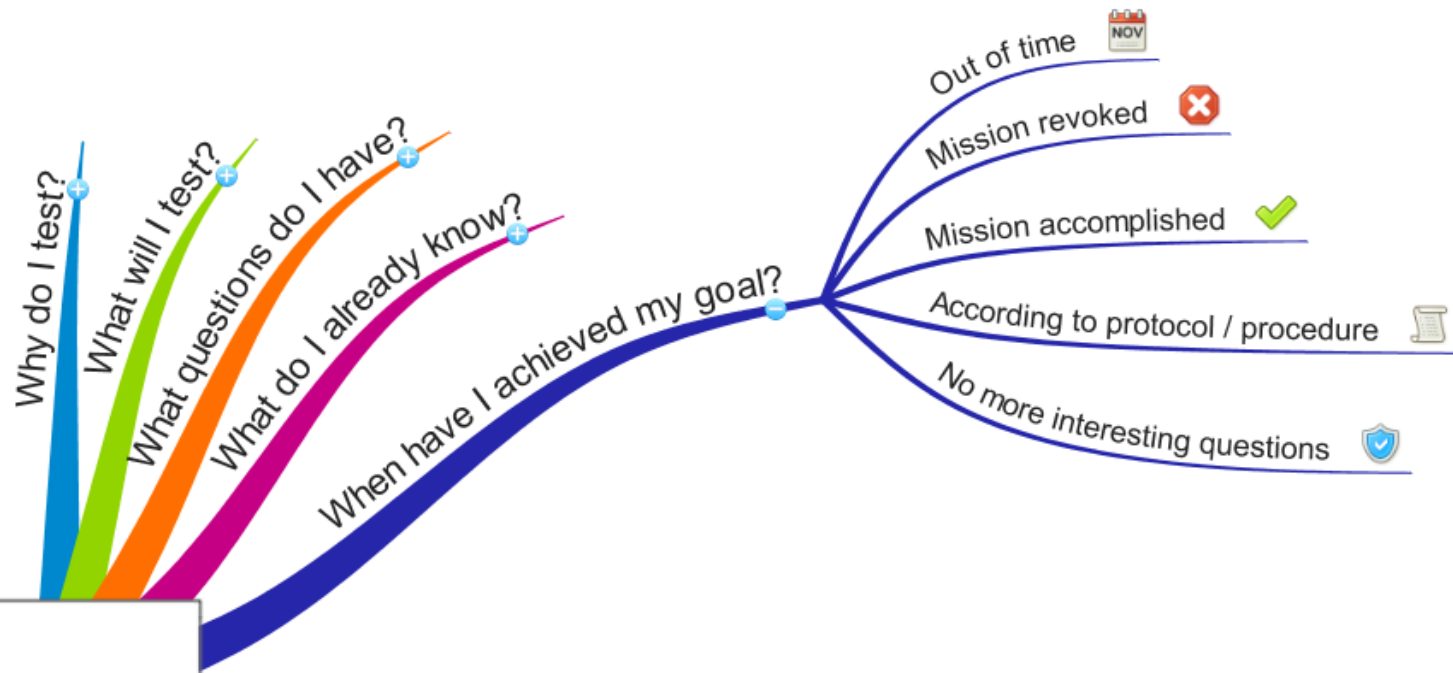 Why do I test?
What will I test?
What questions do I have?
What do I already know?
When have I achieved my goal?
Out of time
NOV
Mission revoked
Mission accomplished
According to protocol / procedure
No more interesting questions